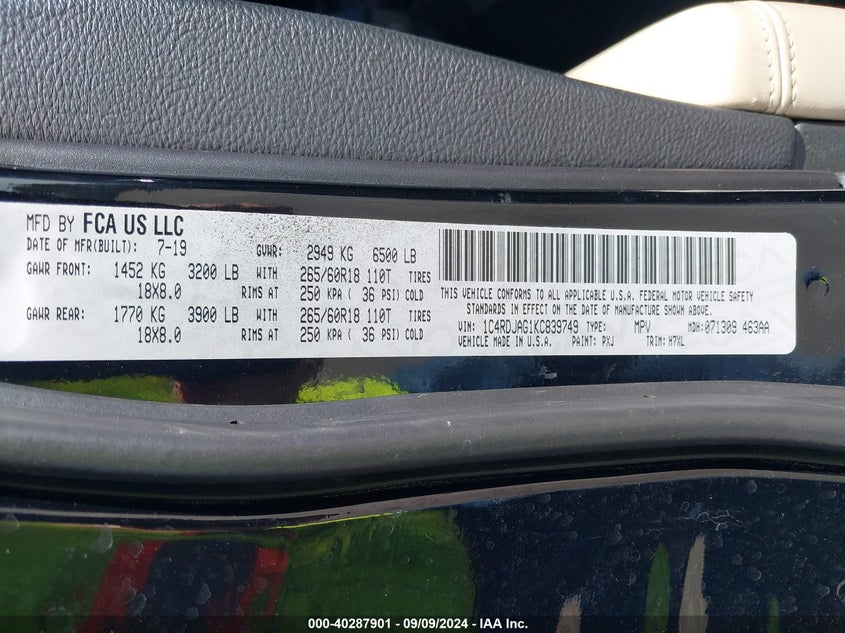 MFD BY FCA US LLC
DATE OF MFR(BUILT): 7-19 GVWR: 2949 KG 6500 LB
GAWR FRONT: 1452 KG 3200 LB WITH 265/60R18 110T TIRES
18X8.0 RIMS AT 250 KPA ( 36 PSI) COLD
GAWR REAR: 1770 KG 3900 LB WITH 265/60R18 110T TIRES
18X8.0 RIMS AT 250 KPA ( 36 PSI) COLD
THIS VEHICLE CONFORMS TO ALL APPLICABLE U.S.A. FEDERAL MOTOR VEHICLE SAFETY
STANDARDS IN EFFECT ON THE DATE OF MANUFACTURE SHOWN ABOVE.
VIN: 1C4RDJAG1KC839749 TYPE: MPV MDH: 071309 463AA
VEHICLE MADE IN U.S.A. PAINT: PXJ TRIM: H7XL
000-40287901 - 09/09/2024 - IAA Inc.